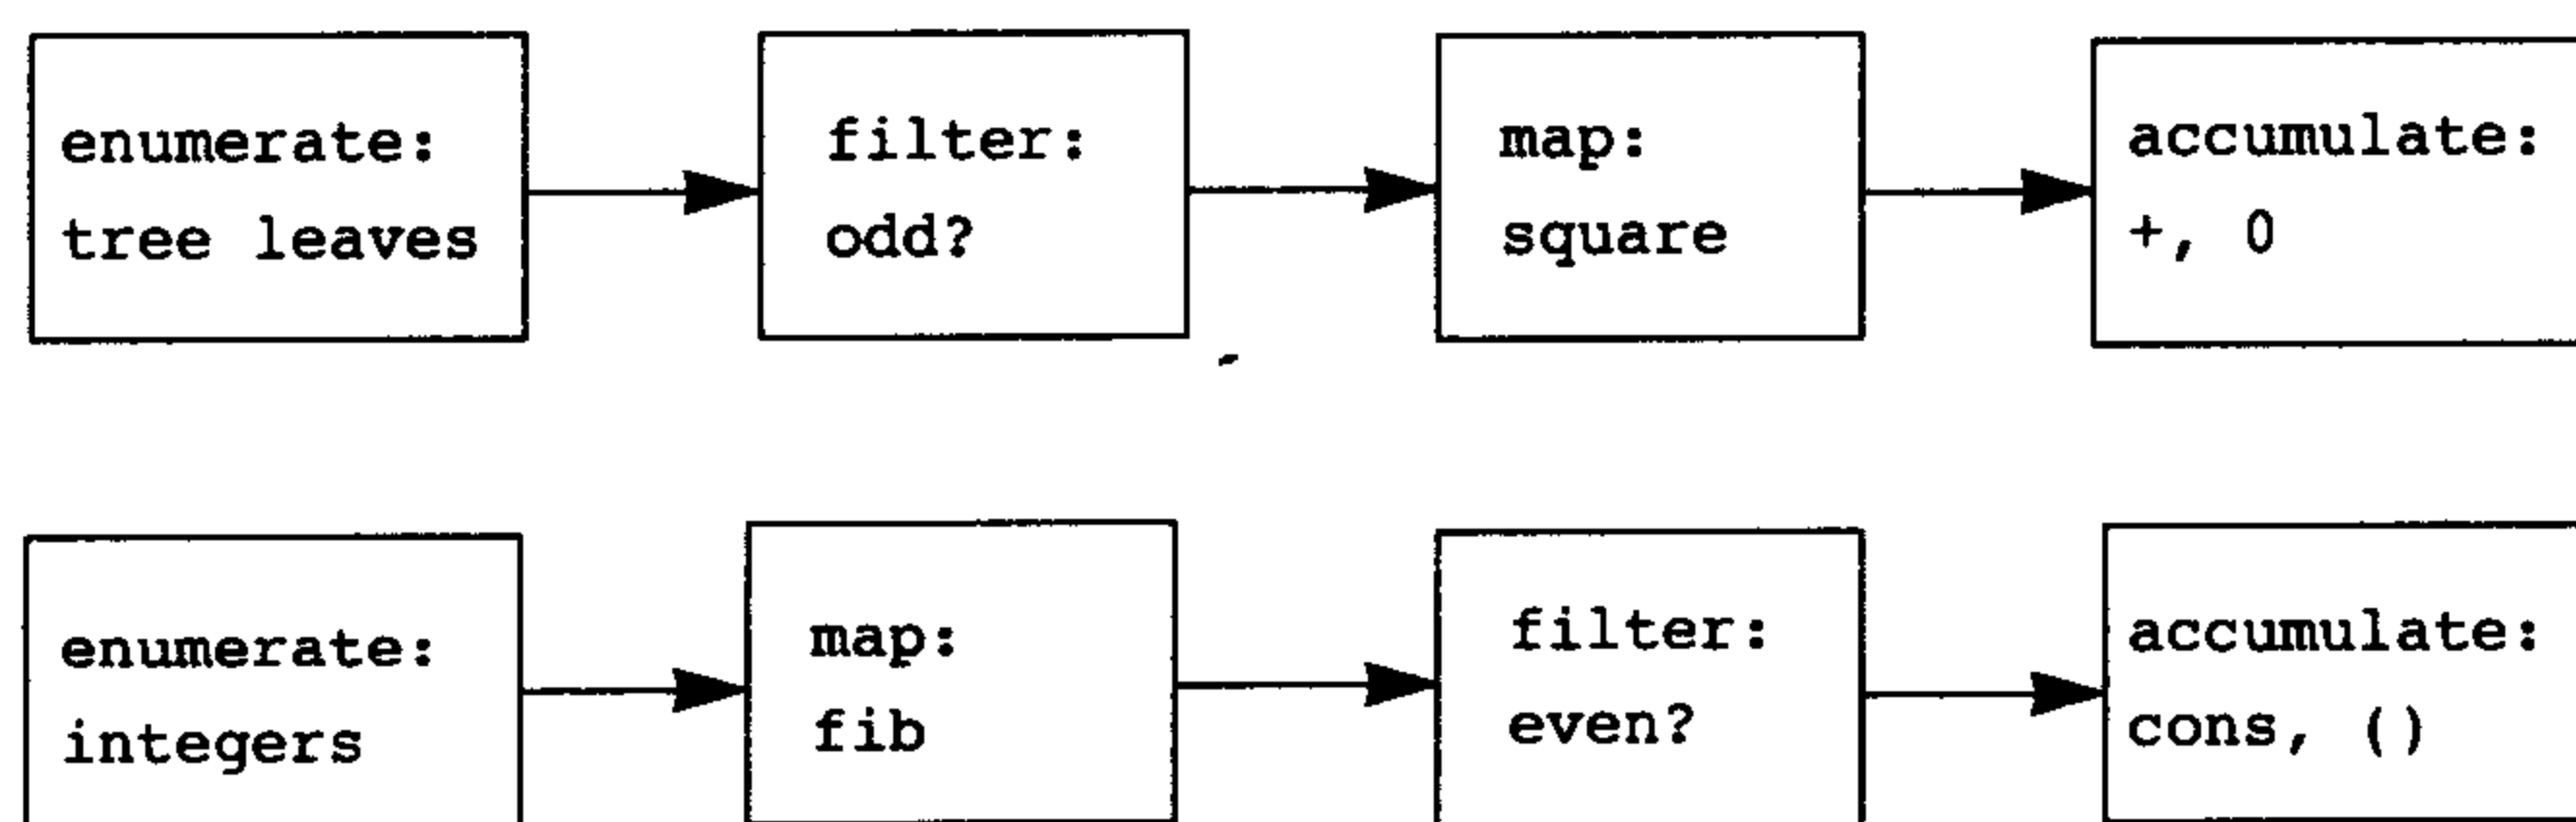 enumerate:
tree leaves
filter:
odd?
map:
square
accumulate:
+, 0
enumerate:
integers
map:
fib
filter:
even?
accumulate:
cons, ()